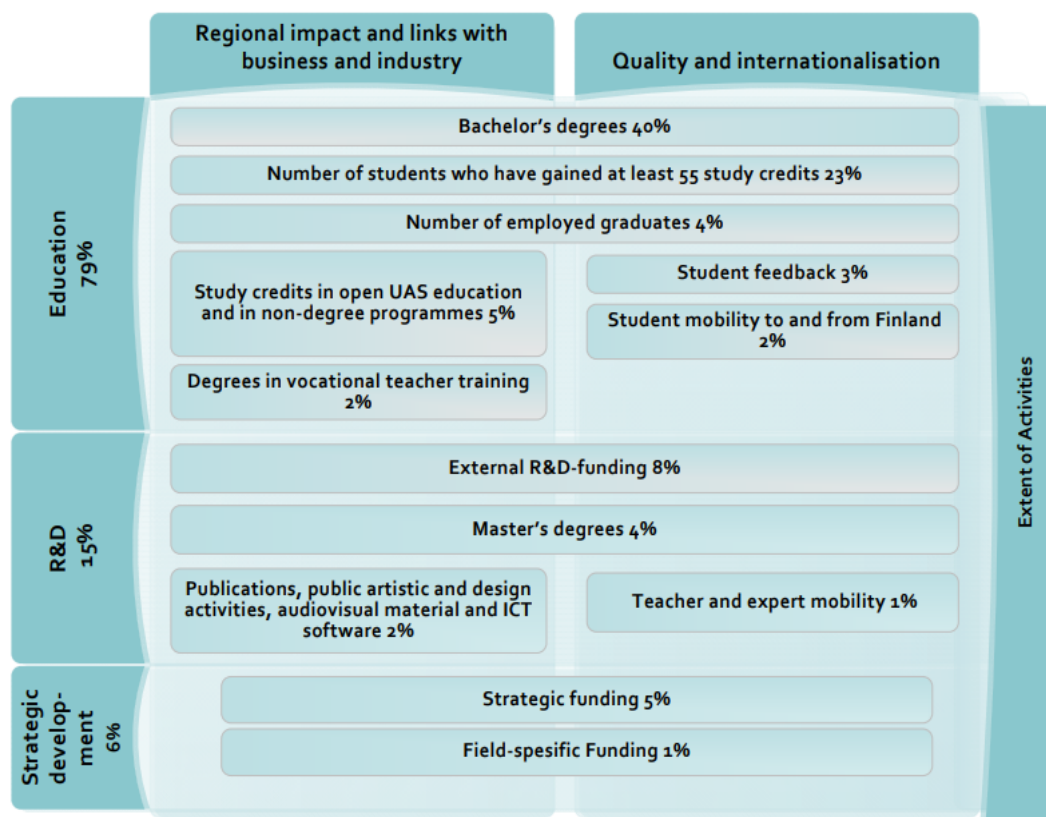 Regional impact and links with
business and industry
Quality and internationalisation
Education
79%
Bachelor's degrees 40%
Number of students who have gained at least 55 study credits 23%
Number of employed graduates 4%
Study credits in open UAS education
and in non-degree programmes 5%
Student feedback 3%
Student mobility to and from Finland
2%
Degrees in vocational teacher training
2%
R&D
15%
External R&D-funding 8%
Master's degrees 4%
Publications, public artistic and design
activities, audiovisual material and ICT
software 2%
Teacher and expert mobility 1%
Strategic
develop-
ment
6%
Strategic funding 5%
Field-spesific Funding 1%
Extent of Activities